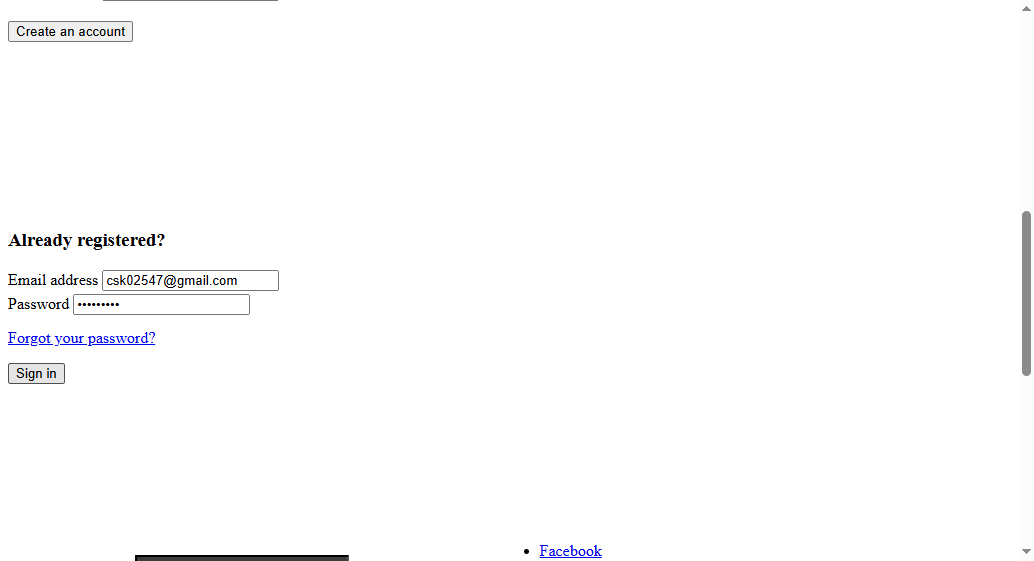 Create an account
Already registered?
Email address csk02547@gmail.com
Password •••••••••
Forgot your password?
Sign in
Facebook